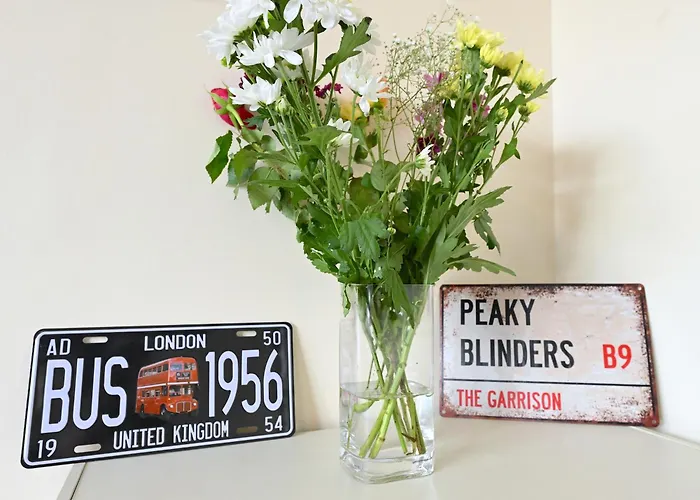 AD LONDON 50
BUS 1956
19 UNITED KINGDOM 54
PEAKY
BLINDERS B9
THE GARRISON